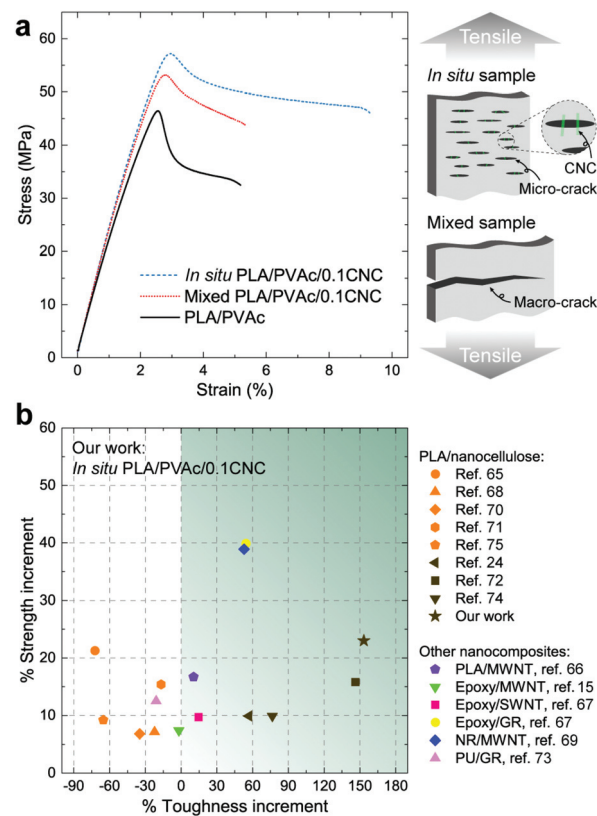 a
60
50
40
30
20
10
0
Stress (MPa)
In situ PLA/PVAc/0.1CNC
Mixed PLA/PVAc/0.1CNC
PLA/PVAc
0 2 4 6 8 10
Strain (%)
Tensile
In situ sample
CNC
Micro-crack
Mixed sample
Macro-crack
Tensile
b
60
50
40
30
20
10
0
% Strength increment
Our work:
In situ PLA/PVAc/0.1CNC
-90 -60 -30 0 30 60 90 120 150 180
% Toughness increment
PLA/nanocellulose:
Ref. 65
Ref. 68
Ref. 70
Ref. 71
Ref. 75
Ref. 24
Ref. 72
Ref. 74
Our work
Other nanocomposites:
PLA/MWNT, ref. 66
Epoxy/MWNT, ref. 15
Epoxy/SWNT, ref. 67
Epoxy/GR, ref. 67
NR/MWNT, ref. 69
PU/GR, ref. 73